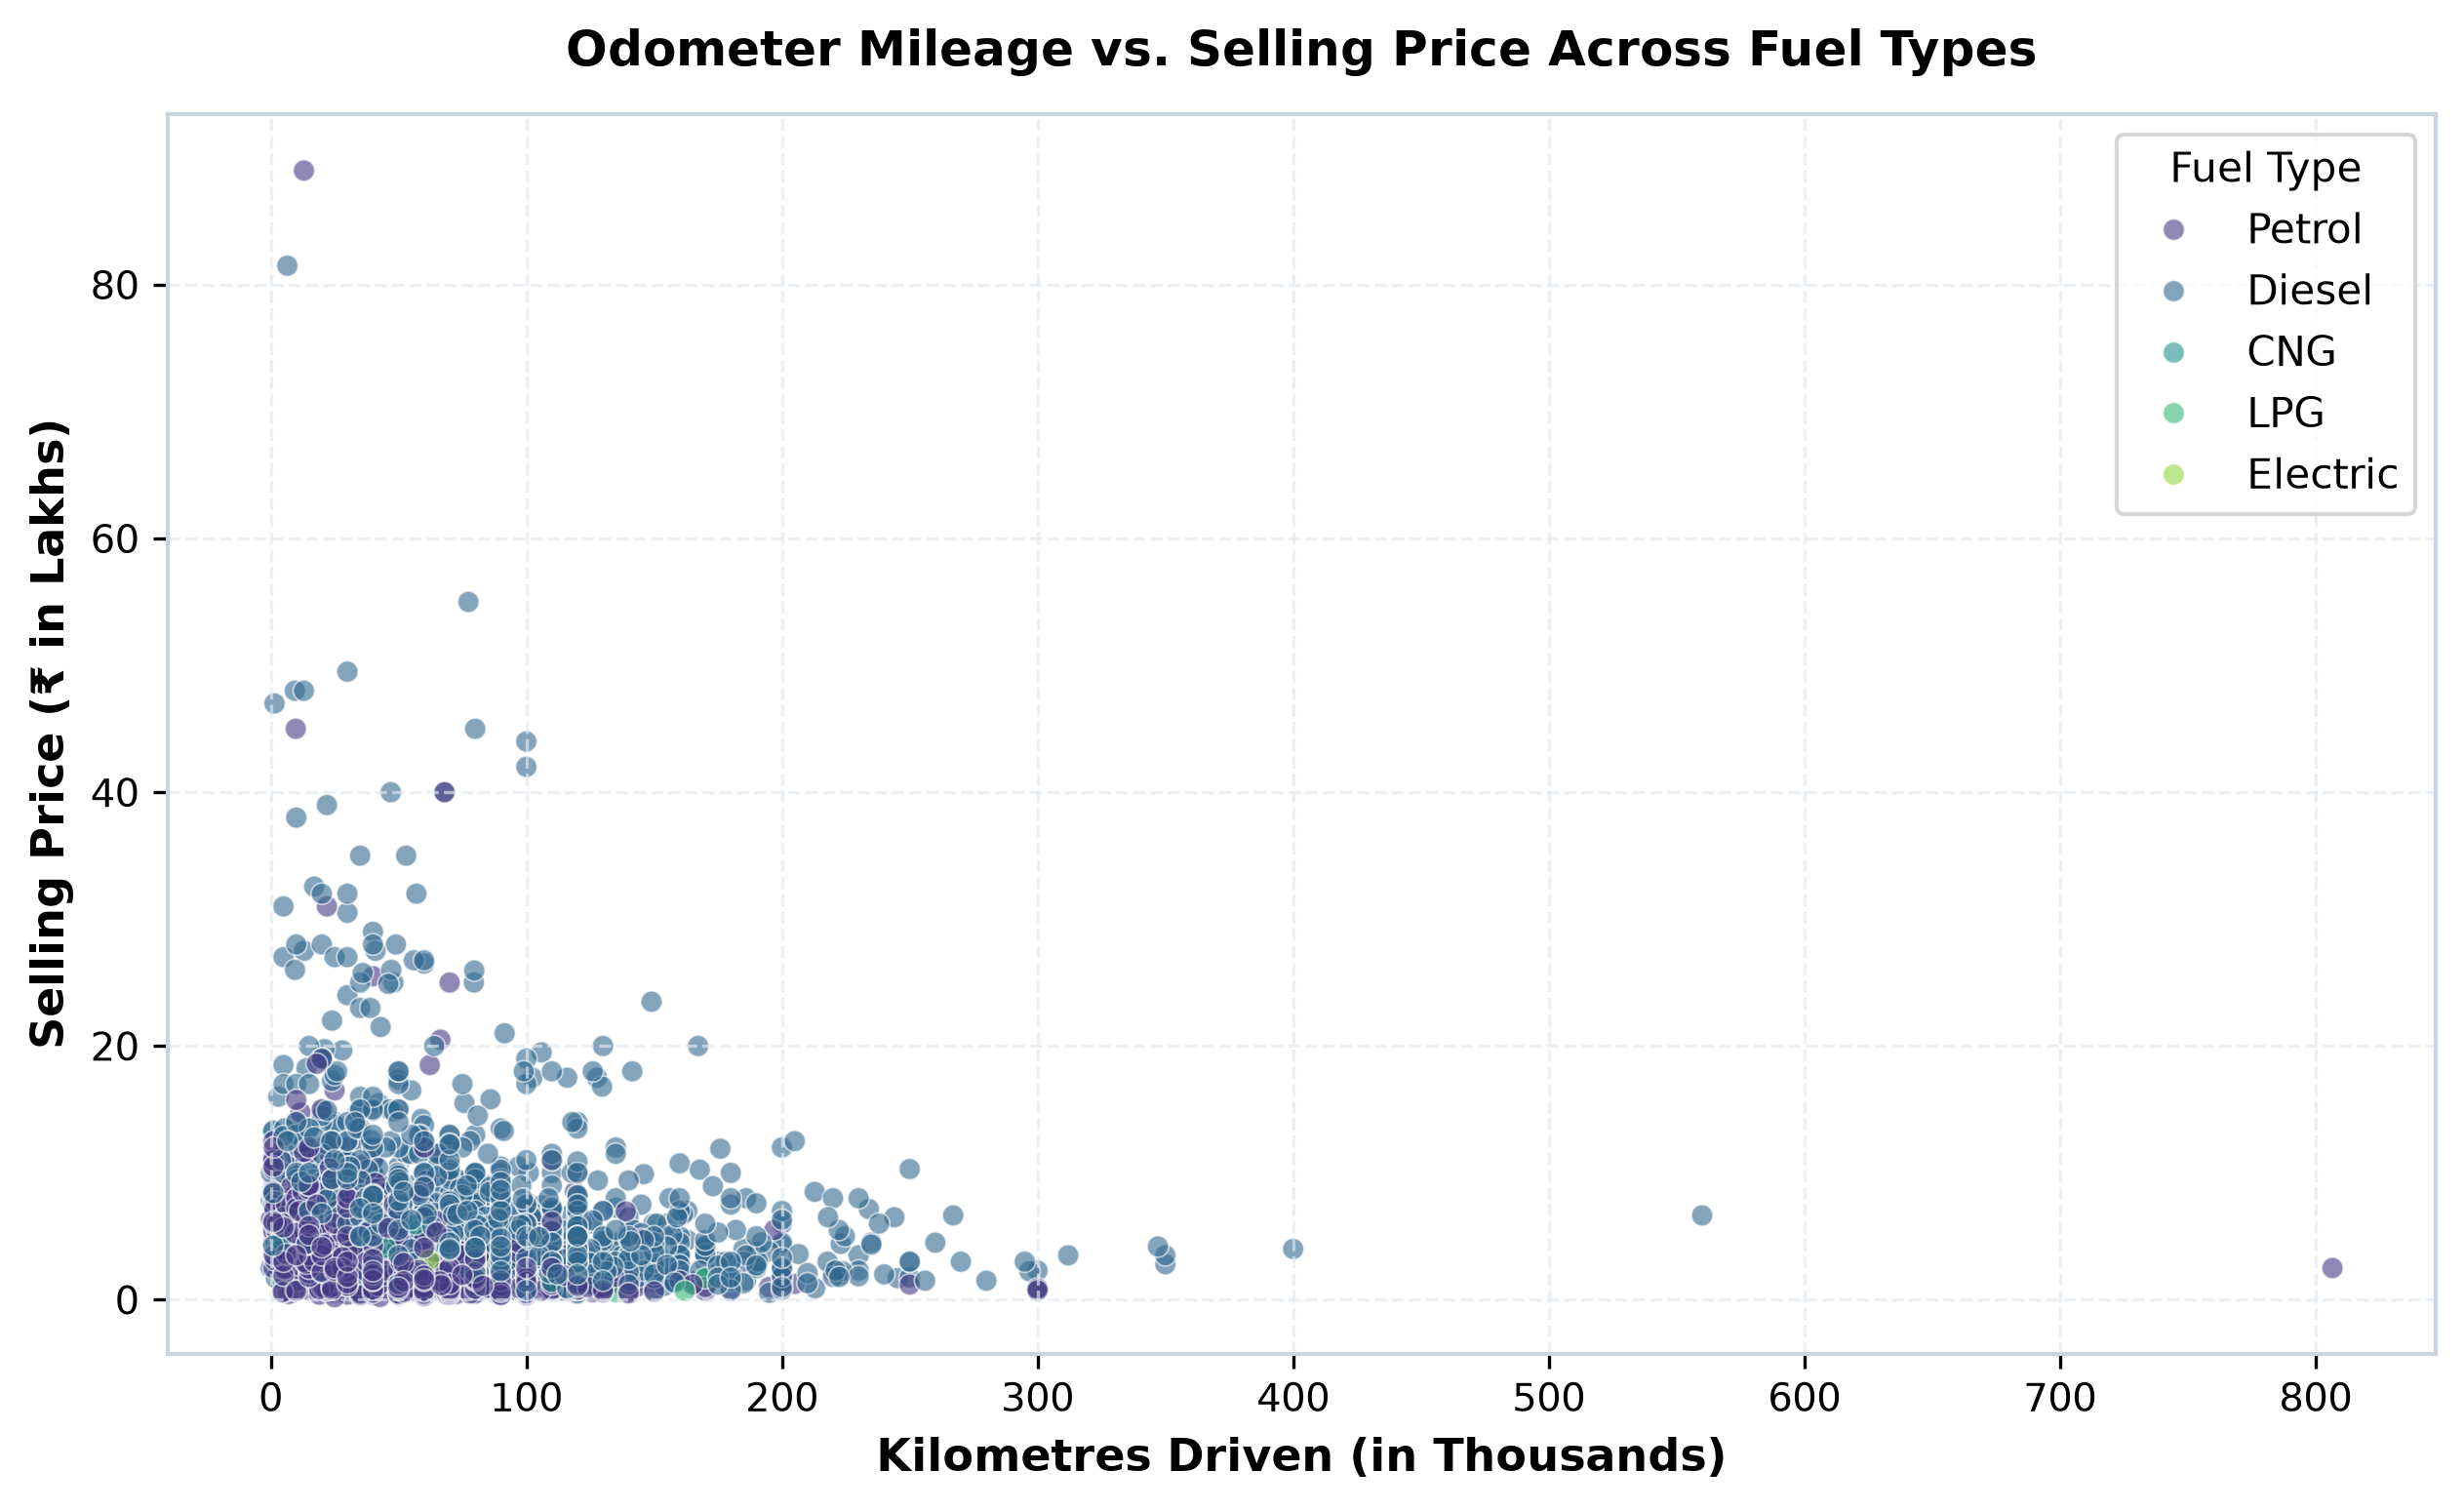 Odometer Mileage vs. Selling Price Across Fuel Types
Fuel Type
Petrol
Diesel
CNG
LPG
Electric
Selling Price (₹ in Lakhs)
80
60
40
20
0
0 100 200 300 400 500 600 700 800
Kilometres Driven (in Thousands)